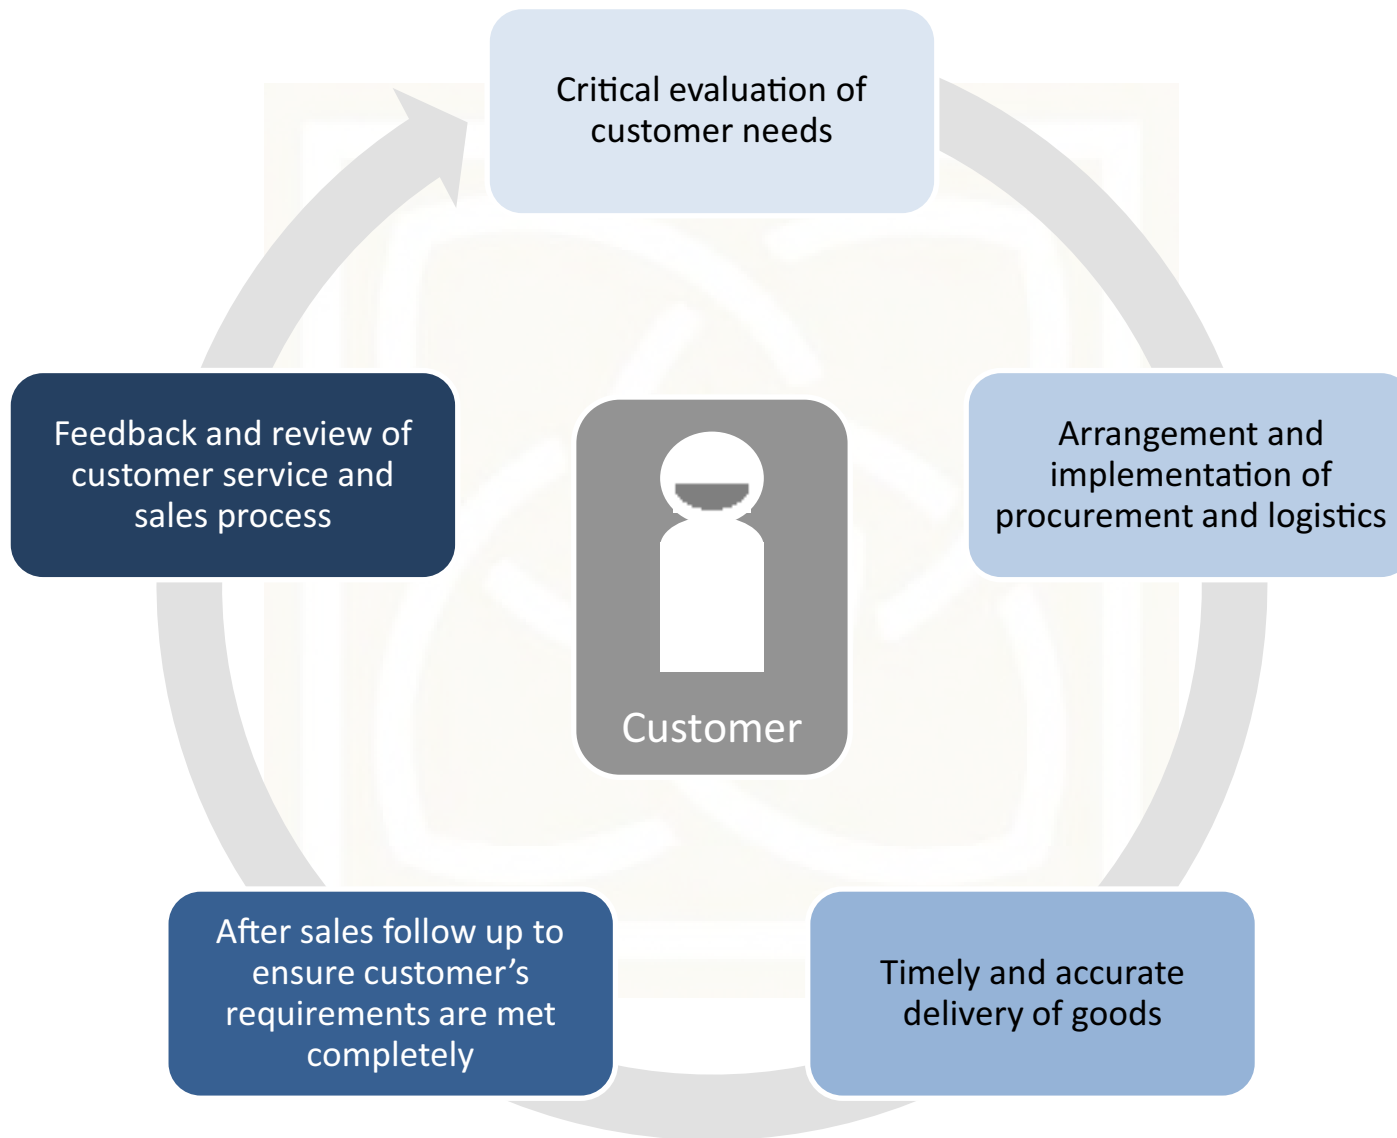 Critical evaluation of
customer needs
Arrangement and
implementation of
procurement and logistics
Timely and accurate
delivery of goods
After sales follow up to
ensure customer’s
requirements are met
completely
Feedback and review of
customer service and
sales process
Customer